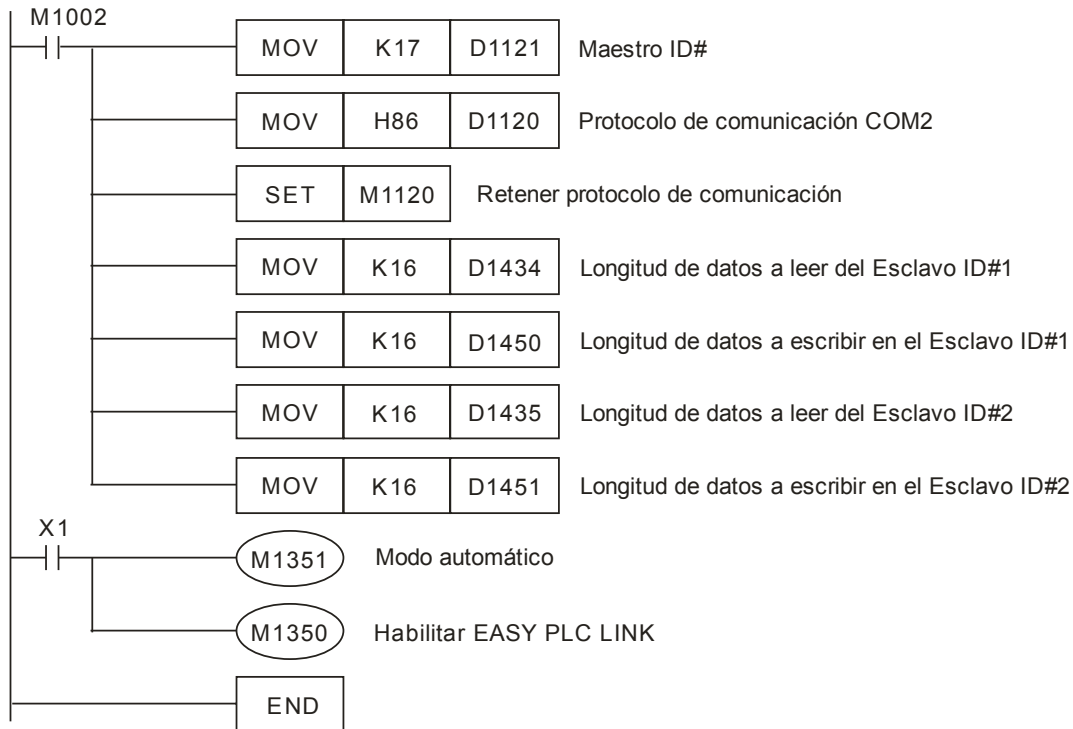 M1002
MOV K17 D1121 Maestro ID#
MOV H86 D1120 Protocolo de comunicación COM2
SET M1120 Retener protocolo de comunicación
MOV K16 D1434 Longitud de datos a leer del Esclavo ID#1
MOV K16 D1450 Longitud de datos a escribir en el Esclavo ID#1
MOV K16 D1435 Longitud de datos a leer del Esclavo ID#2
MOV K16 D1451 Longitud de datos a escribir en el Esclavo ID#2
X1
M1351 Modo automático
M1350 Habilitar EASY PLC LINK
END